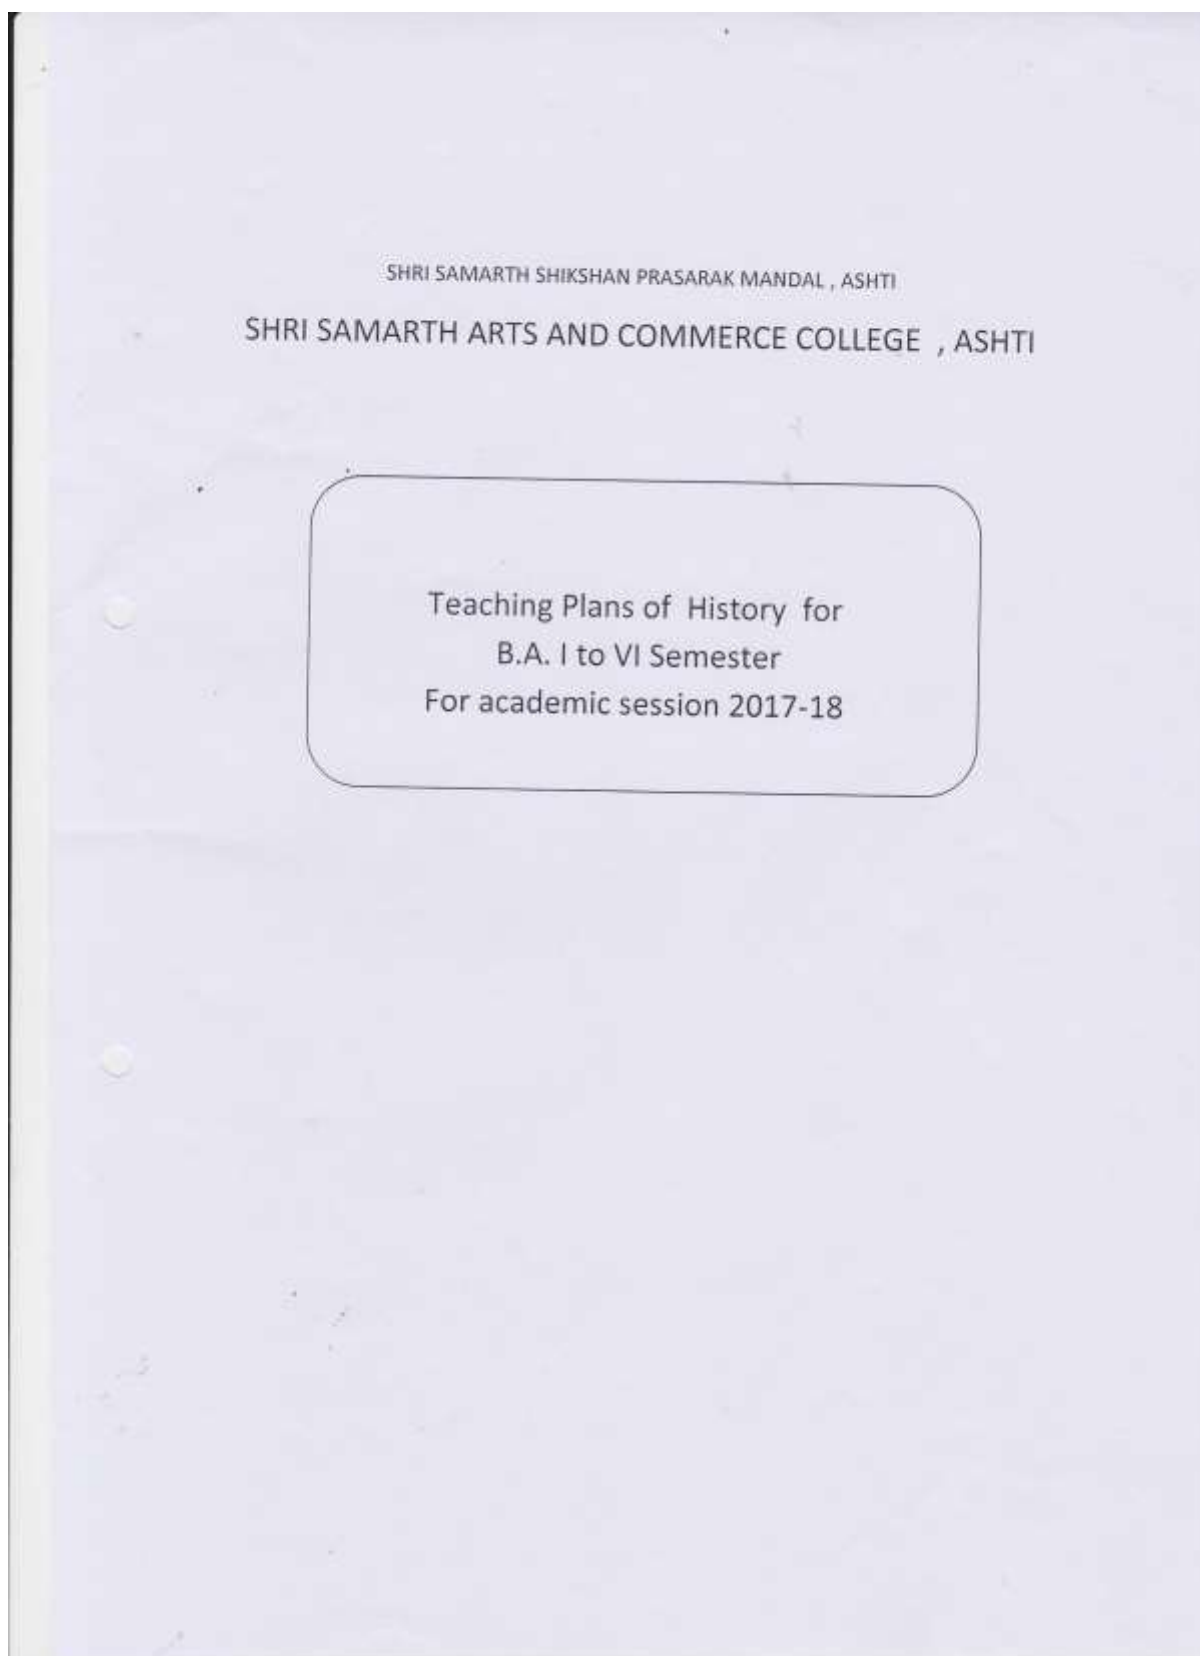 SHRI SAMARTH SHIKSHAN PRASARAK MANDAL , ASHTI
SHRI SAMARTH ARTS AND COMMERCE COLLEGE , ASHTI
Teaching Plans of History for
B.A. I to VI Semester
For academic session 2017-18